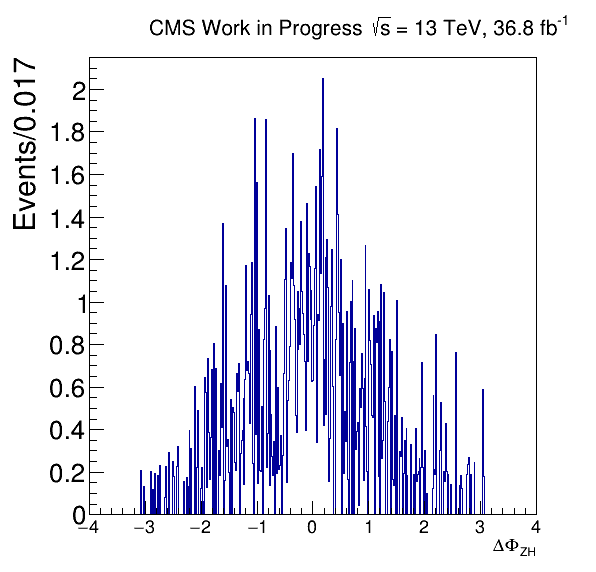 CMS Work in Progress √s = 13 TeV, 36.8 fb⁻¹
Events/0.017
2
1.8
1.6
1.4
1.2
1
0.8
0.6
0.4
0.2
0
−4 −3 −2 −1 0 1 2 3 4
ΔΦZH